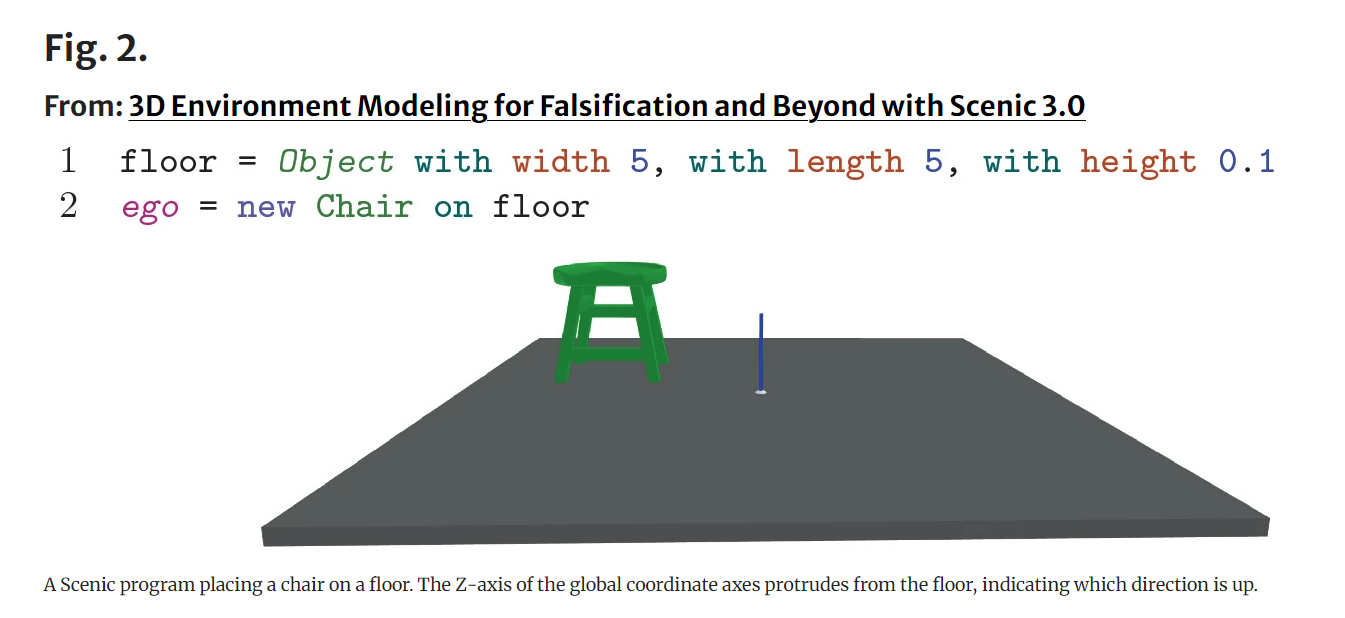 Fig. 2.
From: 3D Environment Modeling for Falsification and Beyond with Scenic 3.0
1 floor = Object with width 5, with length 5, with height 0.1
2 ego = new Chair on floor
A Scenic program placing a chair on a floor. The Z-axis of the global coordinate axes protrudes from the floor, indicating which direction is up.